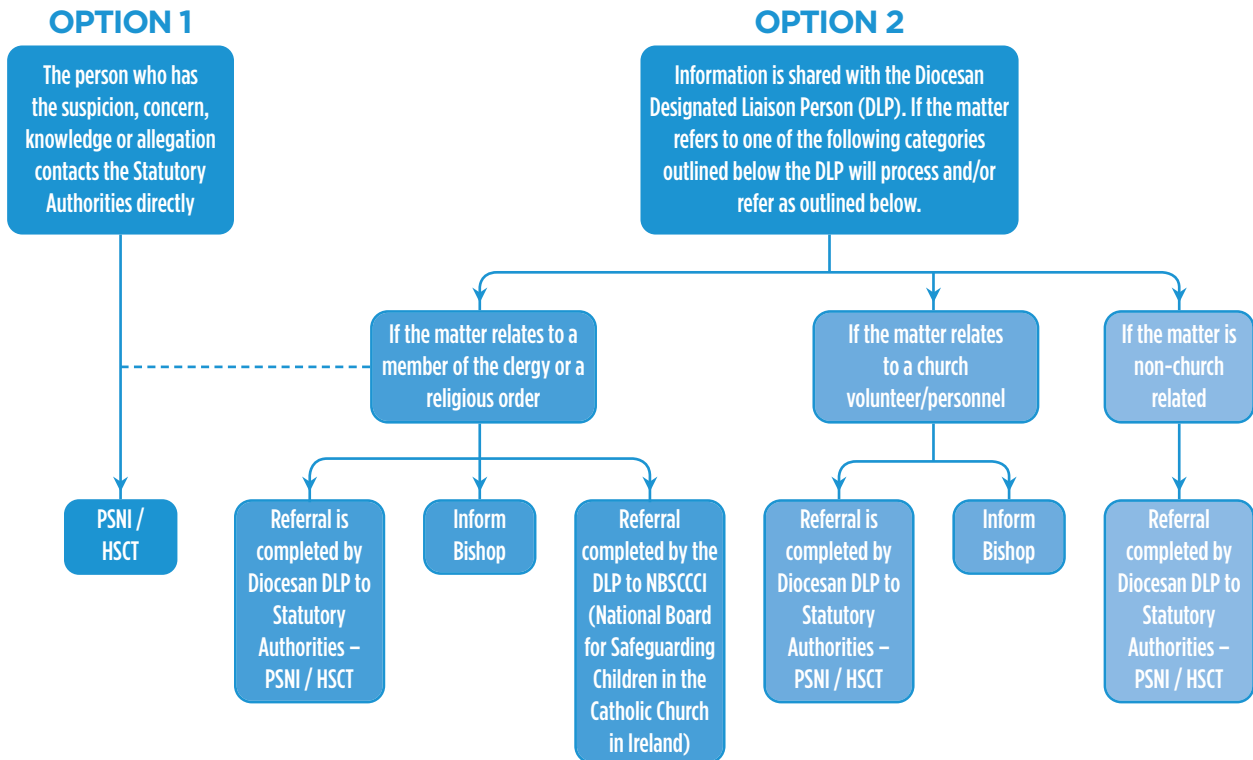 OPTION 1
The person who has
the suspicion, concern,
knowledge or allegation
contacts the Statutory
Authorities directly
OPTION 2
Information is shared with the Diocesan
Designated Liaison Person (DLP). If the matter
refers to one of the following categories
outlined below the DLP will process and/or
refer as outlined below.
If the matter relates to a
member of the clergy or a
religious order
If the matter relates
to a church
volunteer/personnel
If the matter is
non-church
related
PSNI /
HSCT
Referral is
completed by
Diocesan DLP to
Statutory
Authorities –
PSNI / HSCT
Inform
Bishop
Referral
completed by the
DLP to NBSCCCI
(National Board
for Safeguarding
Children in the
Catholic Church
in Ireland)
Referral is
completed by
Diocesan DLP to
Statutory
Authorities –
PSNI / HSCT
Inform
Bishop
Referral
completed by
Diocesan DLP to
Statutory
Authorities –
PSNI / HSCT